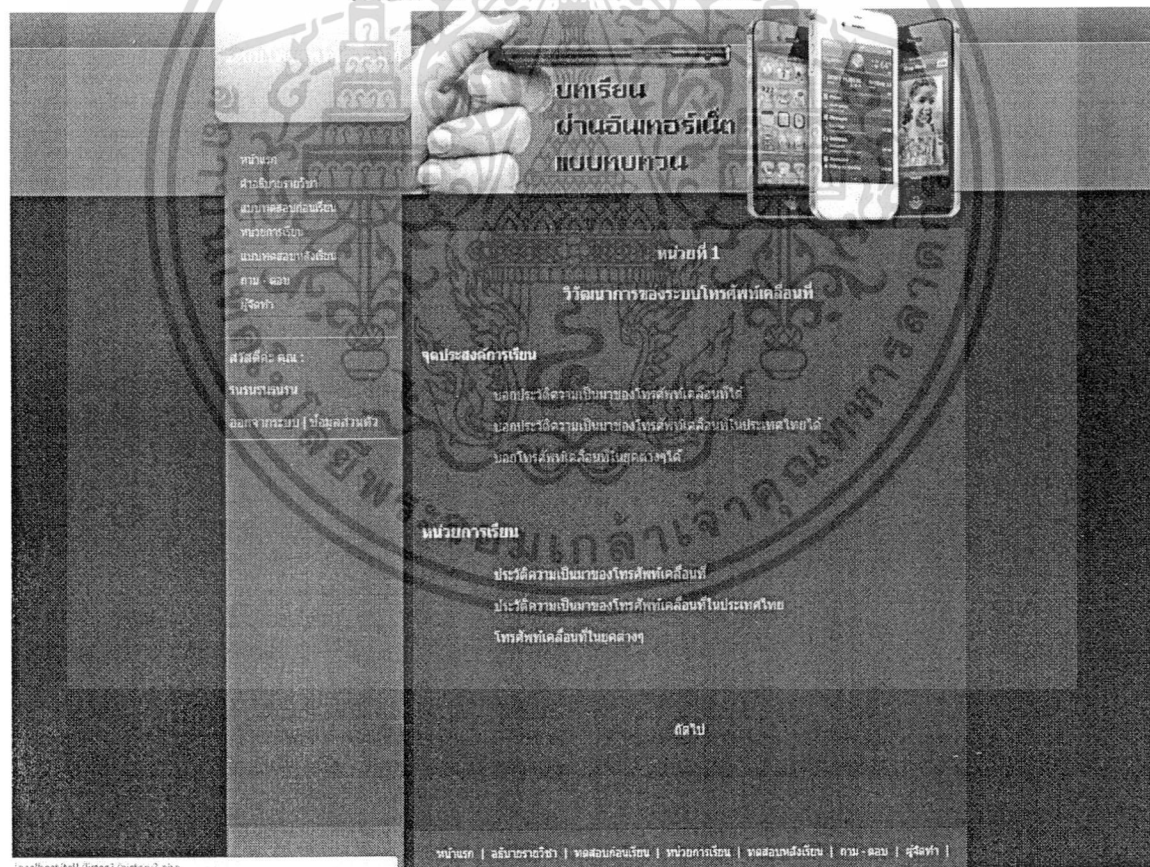 บทเรียน
ผ่านอินเทอร์เน็ต
แบบทบทวน
หน้าแรก
คำอธิบายรายวิชา
แบบทดสอบก่อนเรียน
หน่วยการเรียน
แบบทดสอบหลังเรียน
ถาม - ตอบ
ผู้จัดทำ
สวัสดีค่ะ คุณ :
ออกจากระบบ | ข้อมูลส่วนตัว
หน่วยที่ 1
วิวัฒนาการของระบบโทรศัพท์เคลื่อนที่
จุดประสงค์การเรียน
บอกประวัติความเป็นมาของโทรศัพท์เคลื่อนที่ได้
บอกประวัติความเป็นมาของโทรศัพท์เคลื่อนที่ในประเทศไทยได้
บอกโทรศัพท์เคลื่อนที่ในยุคต่างๆได้
หน่วยการเรียน
ประวัติความเป็นมาของโทรศัพท์เคลื่อนที่
ประวัติความเป็นมาของโทรศัพท์เคลื่อนที่ในประเทศไทย
โทรศัพท์เคลื่อนที่ในยุคต่างๆ
ถัดไป
หน้าแรก | อธิบายรายวิชา | ทดสอบก่อนเรียน | หน่วยการเรียน | ทดสอบหลังเรียน | ถาม - ตอบ | ผู้จัดทำ |